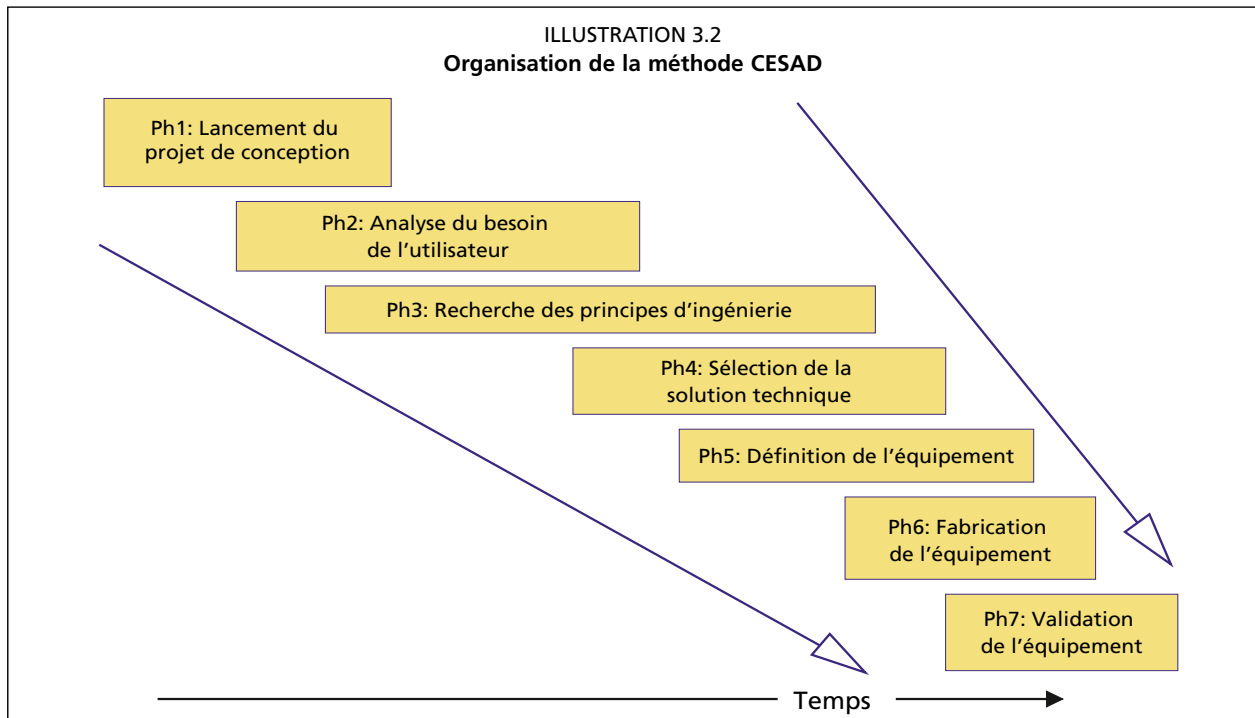 ILLUSTRATION 3.2
Organisation de la méthode CESAD
Ph1: Lancement du
projet de conception
Ph2: Analyse du besoin
de l'utilisateur
Ph3: Recherche des principes d'ingénierie
Ph4: Sélection de la
solution technique
Ph5: Définition de l'équipement
Ph6: Fabrication
de l'équipement
Ph7: Validation
de l'équipement
Temps